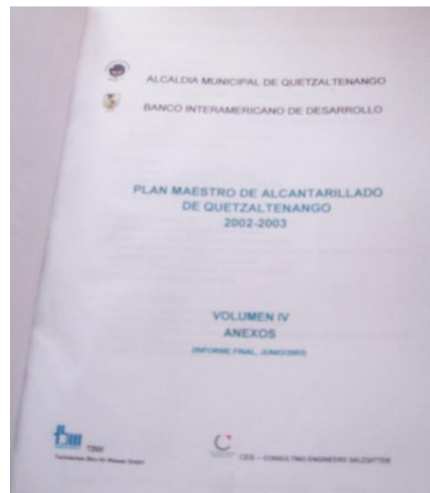 ALCALDIA MUNICIPAL DE QUETZALTENANGO
BANCO INTERAMERICANO DE DESARROLLO
PLAN MAESTRO DE ALCANTARILLADO
DE QUETZALTENANGO
2002-2003
VOLUMEN IV
ANEXOS
(INFORME FINAL, JUNIO/2003)
TBW
CES – CONSULTING ENGINEERS SALZGITTER